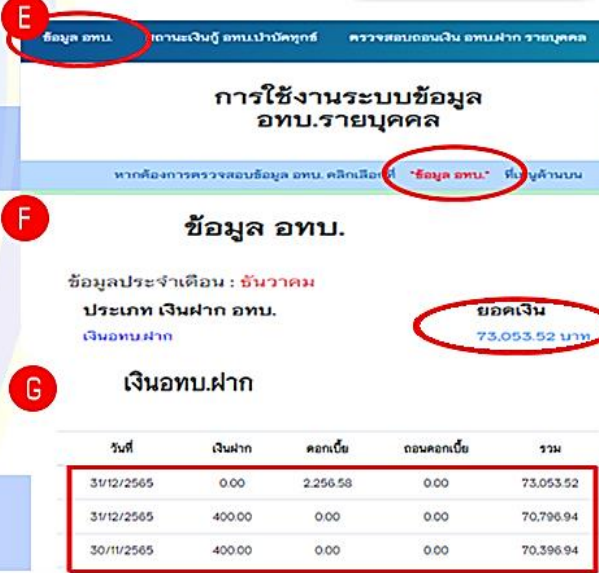 E
ข้อมูล อทบ. สถานะเงินกู้ อทบ.บำบัดทุกข์ ตรวจสอบถอนเงิน อทบ.ฝาก รายบุคคล
การใช้งานระบบข้อมูล
อทบ.รายบุคคล
หากต้องการตรวจสอบข้อมูล อทบ. คลิกเลือกที่ "ข้อมูล อทบ." ที่เมนูด้านบน
F
ข้อมูล อทบ.
ข้อมูลประจำเดือน : ธันวาคม
ประเภท เงินฝาก อทบ. ยอดเงิน
เงินอทบ.ฝาก 73,053.52 บาท
G
เงินอทบ.ฝาก
วันที่ เงินฝาก ดอกเบี้ย ถอนดอกเบี้ย รวม
31/12/2565 0.00 2,256.58 0.00 73,053.52
31/12/2565 400.00 0.00 0.00 70,796.94
30/11/2565 400.00 0.00 0.00 70,396.94